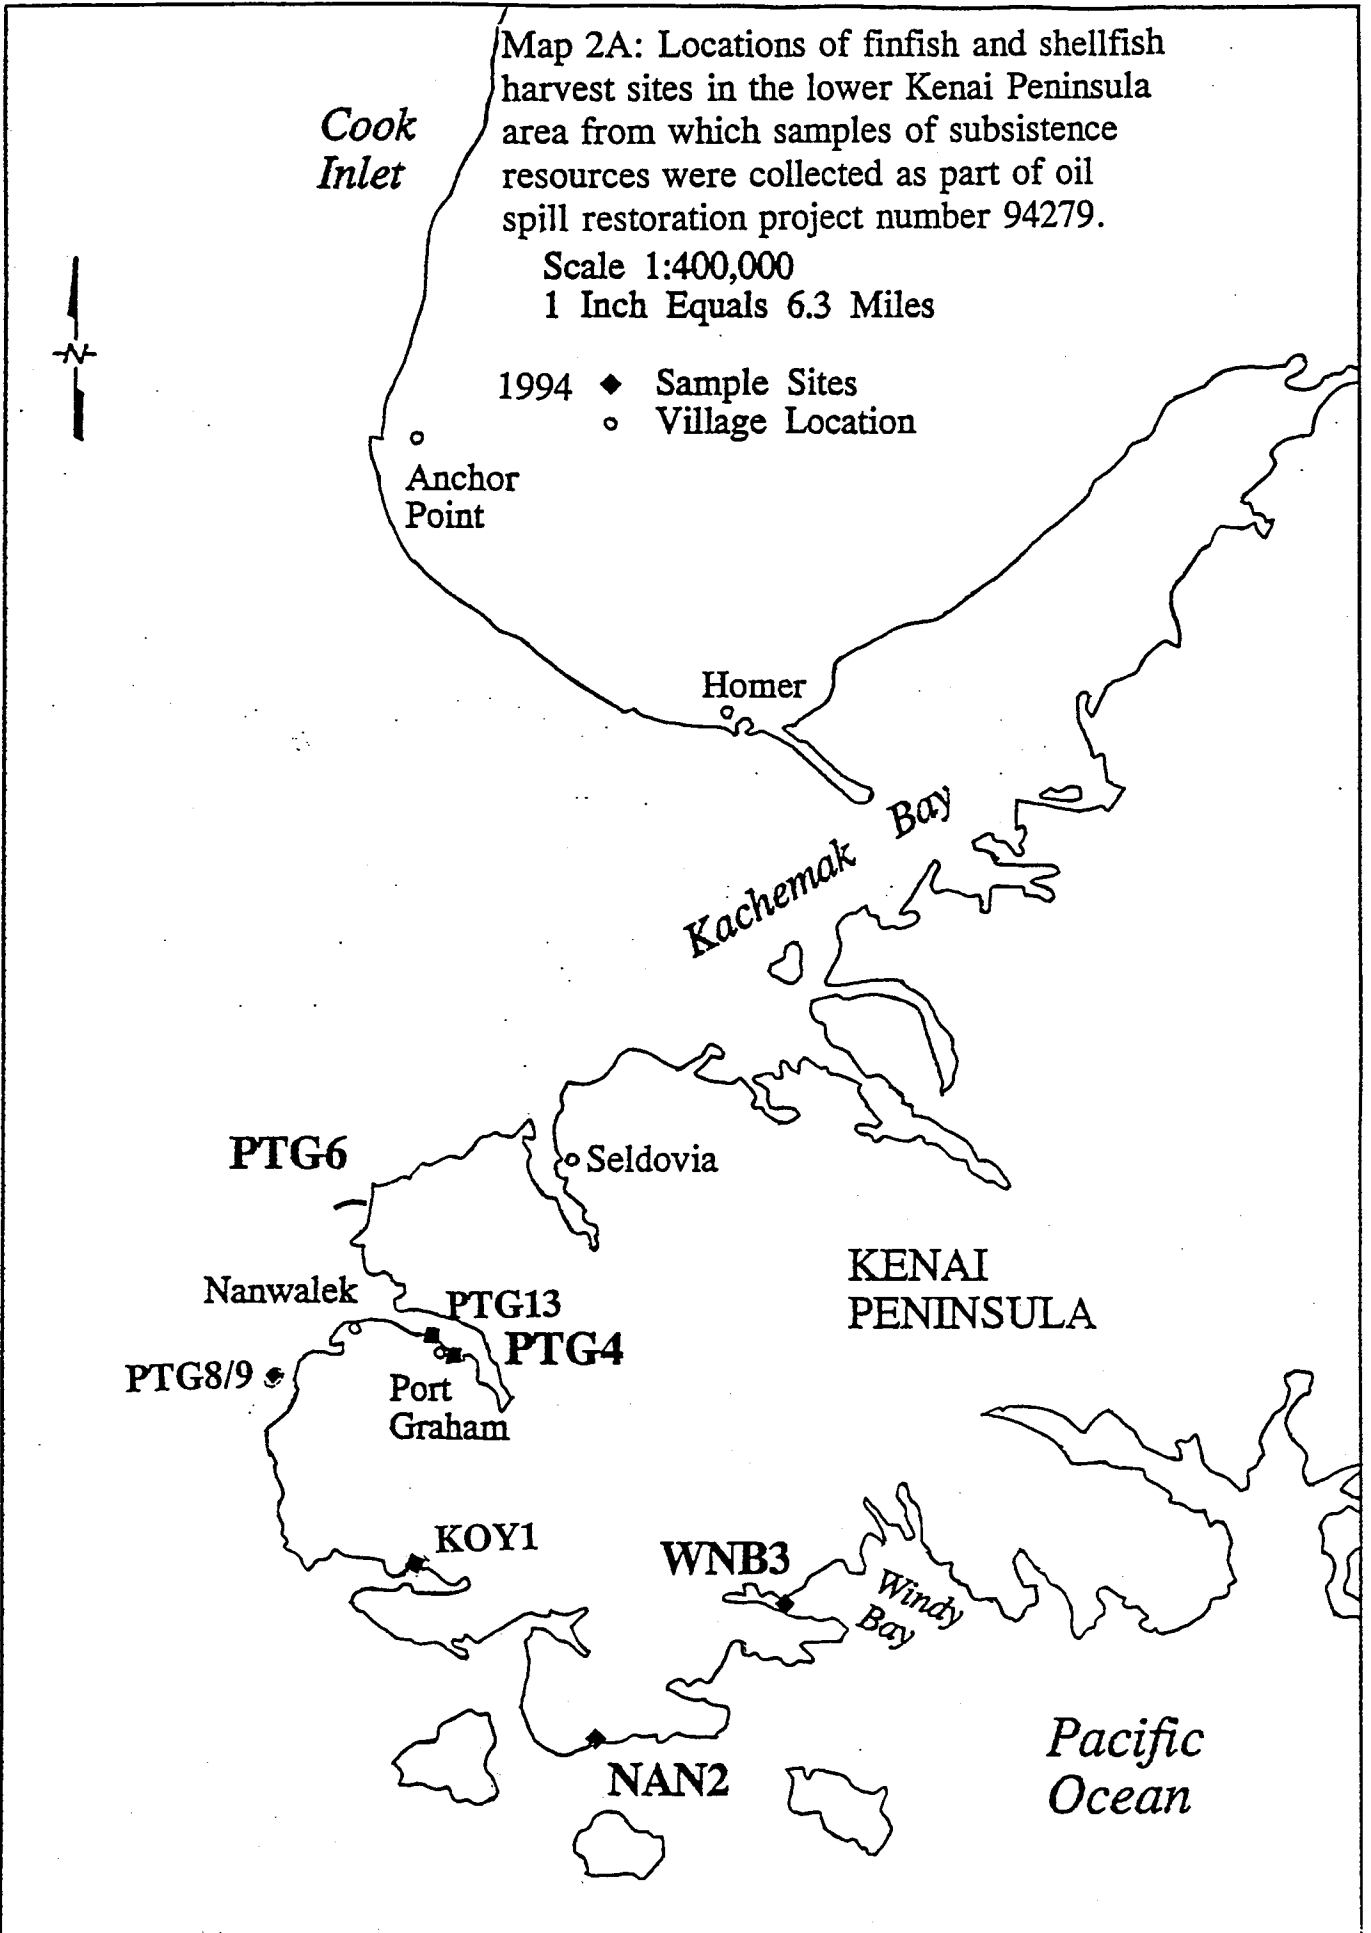 Map 2A: Locations of finfish and shellfish
harvest sites in the lower Kenai Peninsula
area from which samples of subsistence
resources were collected as part of oil
spill restoration project number 94279.
Scale 1:400,000
1 Inch Equals 6.3 Miles
1994 ◆ Sample Sites
○ Village Location
Cook
Inlet
N
Anchor
Point
Homer
Kachemak Bay
PTG6
Seldovia
KENAI
PENINSULA
Nanwalek
PTG13
PTG4
PTG8/9
Port
Graham
KOY1
WNB3
Windy
Bay
NAN2
Pacific
Ocean